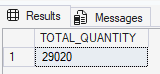 Results Messages
TOTAL_QUANTITY
1 29020